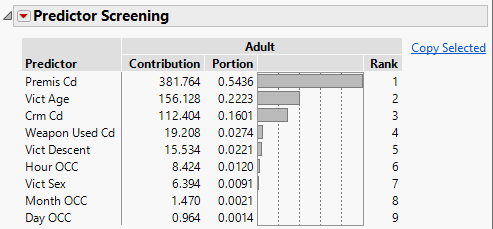 Predictor Screening
Adult
Copy Selected
Predictor Contribution Portion Rank
Premis Cd 381.764 0.5436 1
Vict Age 156.128 0.2223 2
Crm Cd 112.404 0.1601 3
Weapon Used Cd 19.208 0.0274 4
Vict Descent 15.534 0.0221 5
Hour OCC 8.424 0.0120 6
Vict Sex 6.394 0.0091 7
Month OCC 1.470 0.0021 8
Day OCC 0.964 0.0014 9